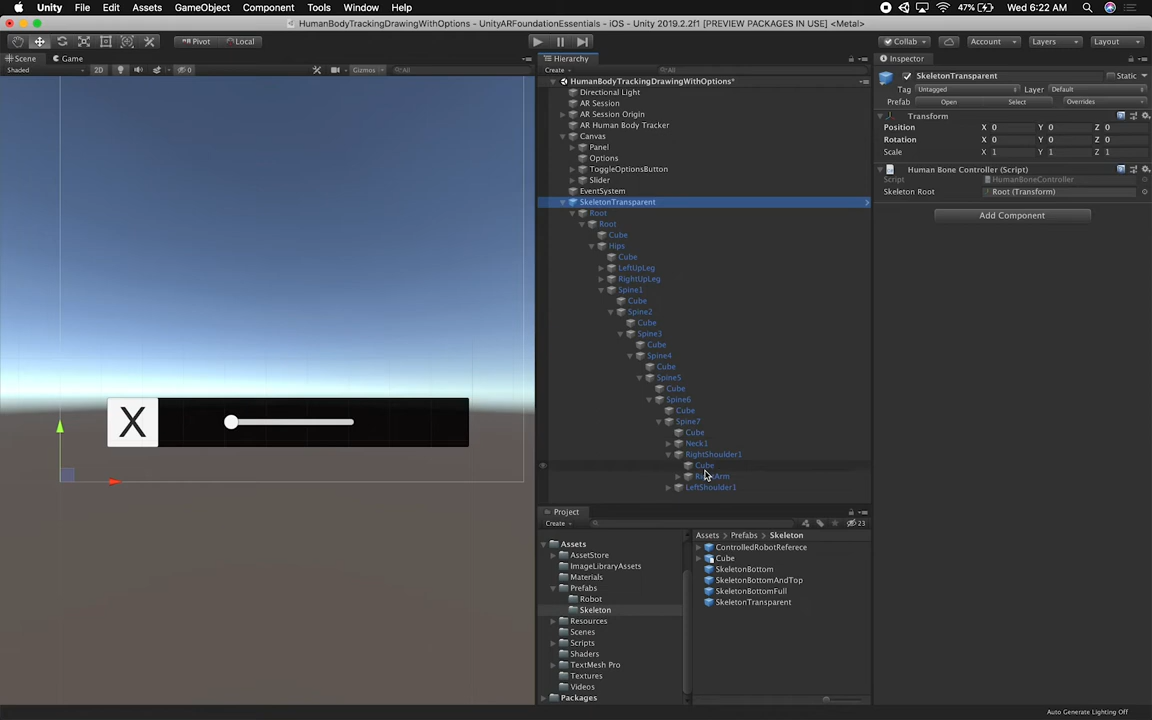 Unity File Edit Assets GameObject Component Tools Window Help 47% Wed 6:22 AM
HumanBodyTrackingDrawingWithOptions - UnityARFoundationEssentials - iOS - Unity 2019.2.2f1 [PREVIEW PACKAGES IN USE] <Metal>
Pivot Local Collab Account Layers Layout
Scene Game
Shaded 2D 0 Gizmos All
X
Hierarchy
Create All
HumanBodyTrackingDrawingWithOptions*
Directional Light
AR Session
AR Session Origin
AR Human Body Tracker
Canvas
Panel
Options
ToggleOptionsButton
Slider
EventSystem
SkeletonTransparent
Root
Root
Cube
Hips
Cube
LeftUpLeg
RightUpLeg
Spine1
Cube
Spine2
Cube
Spine3
Cube
Spine4
Cube
Spine5
Cube
Spine6
Cube
Spine7
Cube
Neck1
RightShoulder1
Cube
LeftShoulder1
Project
Create 23
Assets
AssetStore
ImageLibraryAssets
Materials
Prefabs
Robot
Skeleton
Resources
Scenes
Scripts
Shaders
TextMesh Pro
Textures
Videos
Packages
Assets Prefabs Skeleton
ControlledRobotReferece
Cube
SkeletonBottom
SkeletonBottomAndTop
SkeletonBottomFull
SkeletonTransparent
Inspector
SkeletonTransparent Static
Tag Untagged Layer Default
Prefab Open Select Overrides
Transform
Position X 0 Y 0 Z 0
Rotation X 0 Y 0 Z 0
Scale X 1 Y 1 Z 1
Human Bone Controller (Script)
Script HumanBoneController
Skeleton Root Root (Transform)
Add Component
Auto Generate Lighting Off